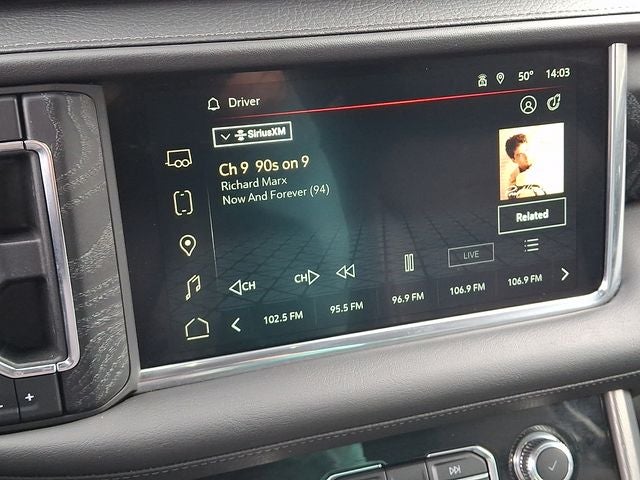 50° 14:03
Driver
SiriusXM
Ch 9 90s on 9
Richard Marx
Now And Forever (94)
Related
LIVE
CH CH
102.5 FM 95.5 FM 96.9 FM 106.9 FM 106.9 FM
- +